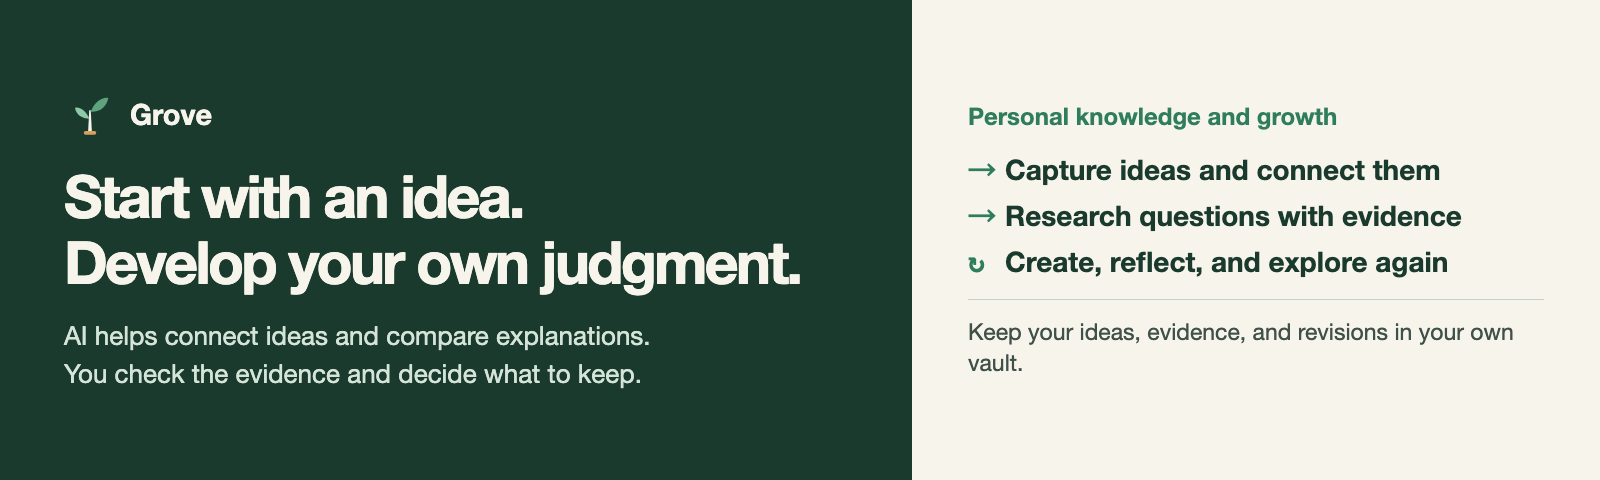 Grove
Start with an idea.
Develop your own judgment.
AI helps connect ideas and compare explanations.
You check the evidence and decide what to keep.
Personal knowledge and growth
→ Capture ideas and connect them
→ Research questions with evidence
↻ Create, reflect, and explore again
Keep your ideas, evidence, and revisions in your own
vault.